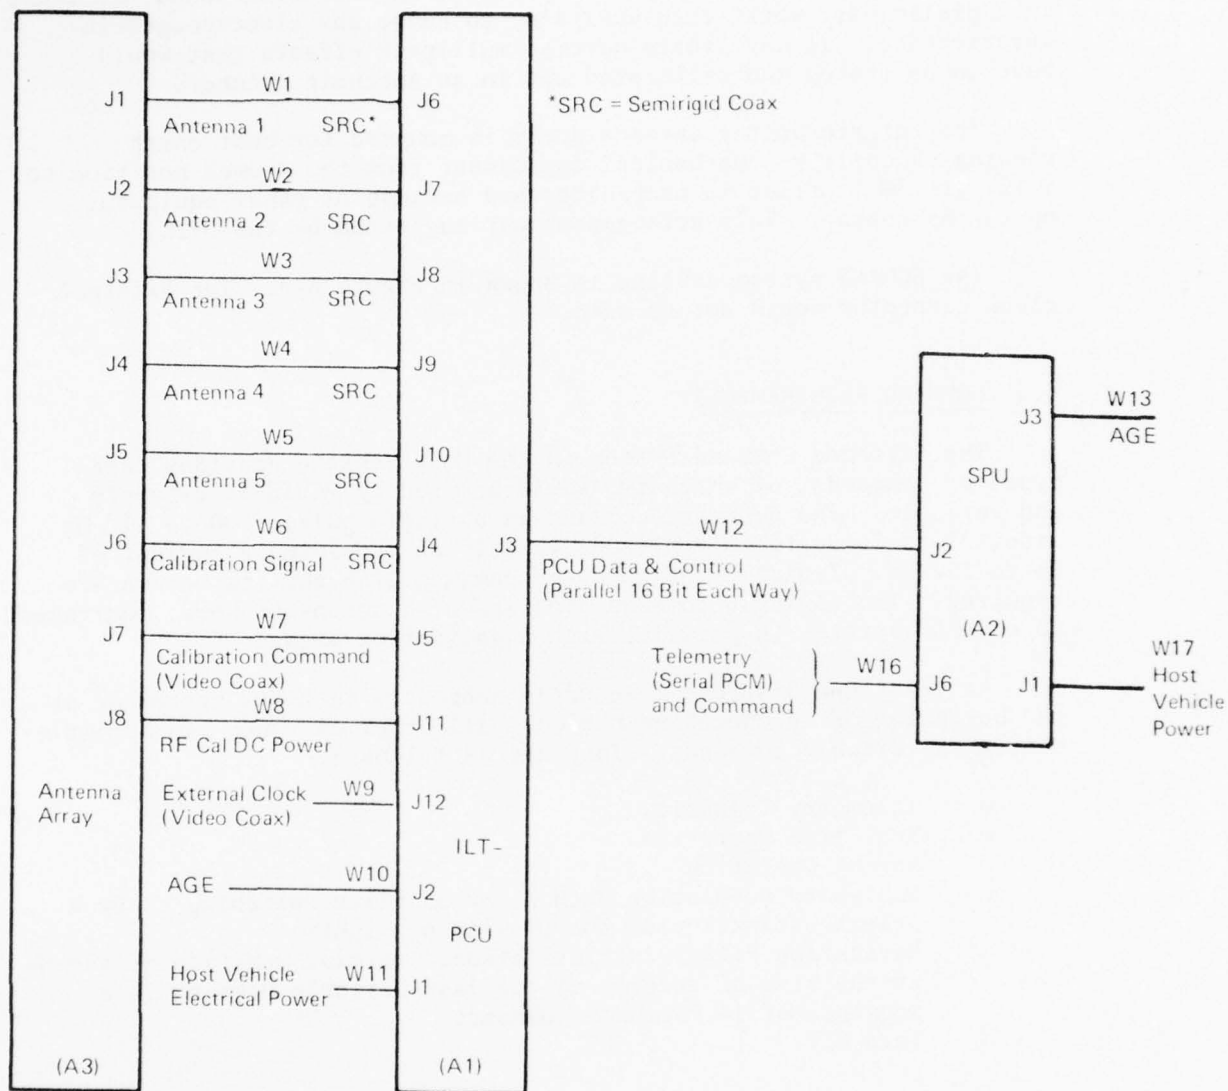 W1
J1
J6
*SRC = Semirigid Coax
Antenna 1
SRC*
W2
J2
J7
Antenna 2
SRC
W3
J3
J8
Antenna 3
SRC
W4
J4
J9
Antenna 4
SRC
W5
J5
J10
Antenna 5
SRC
W6
J6
J4
Calibration Signal
SRC
W7
J7
J5
Calibration Command
(Video Coax)
W8
J8
J11
RF Cal DC Power
Antenna
Array
External Clock
(Video Coax)
W9
J12
ILT-
AGE
W10
J2
PCU
Host Vehicle
Electrical Power
W11
J1
(A3)
(A1)
J3
W12
PCU Data & Control
(Parallel 16 Bit Each Way)
J2
SPU
J3
W13
AGE
(A2)
Telemetry
(Serial PCM)
and Command
W16
J6
J1
W17
Host
Vehicle
Power